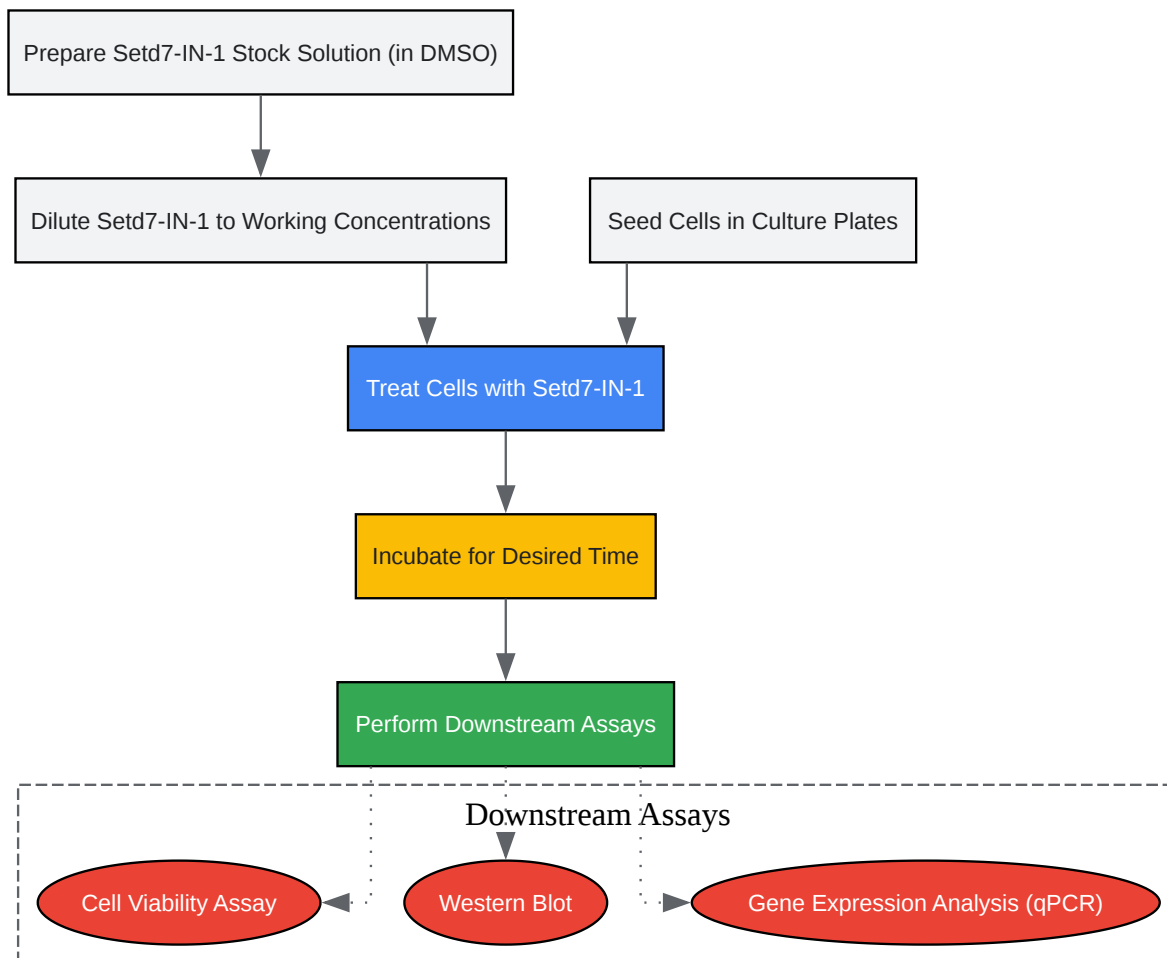 Prepare Setd7-IN-1 Stock Solution (in DMSO)
Dilute Setd7-IN-1 to Working Concentrations
Seed Cells in Culture Plates
Treat Cells with Setd7-IN-1
Incubate for Desired Time
Perform Downstream Assays
Downstream Assays
Cell Viability Assay
Western Blot
Gene Expression Analysis (qPCR)